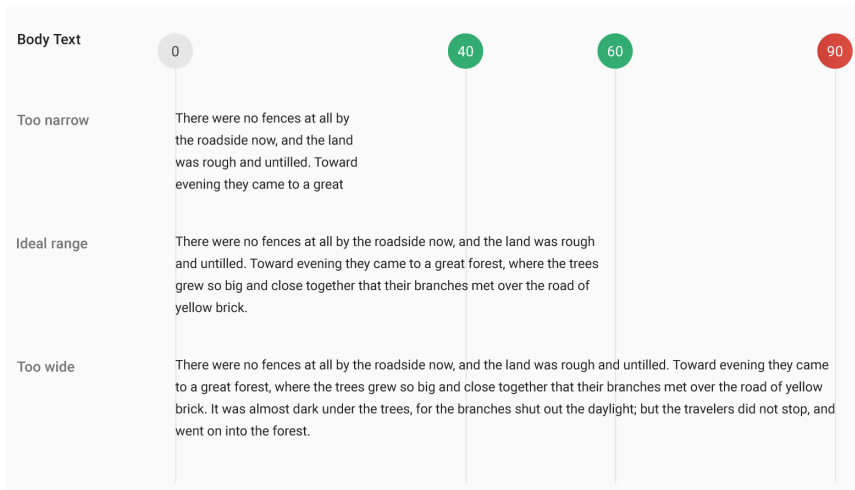 Body Text
0
40
60
90
Too narrow
There were no fences at all by
the roadside now, and the land
was rough and untilled. Toward
evening they came to a great
Ideal range
There were no fences at all by the roadside now, and the land was rough
and untilled. Toward evening they came to a great forest, where the trees
grew so big and close together that their branches met over the road of
yellow brick.
Too wide
There were no fences at all by the roadside now, and the land was rough and untilled. Toward evening they came
to a great forest, where the trees grew so big and close together that their branches met over the road of yellow
brick. It was almost dark under the trees, for the branches shut out the daylight; but the travelers did not stop, and
went on into the forest.